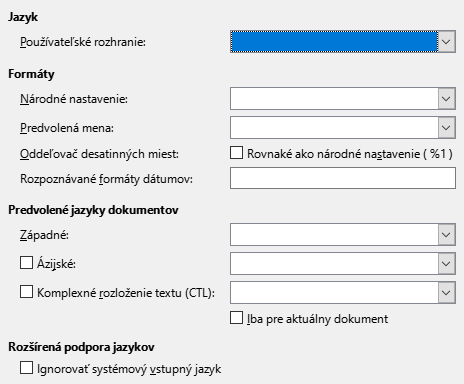 Jazyk
Používateľské rozhranie:
Formáty
Národné nastavenie:
Predvolená mena:
Oddeľovač desatinných miest: Rovnaké ako národné nastavenie ( %1 )
Rozpoznávané formáty dátumov:
Predvolené jazyky dokumentov
Západné:
Ázijské:
Komplexné rozloženie textu (CTL):
Iba pre aktuálny dokument
Rozšírená podpora jazykov
Ignorovať systémový vstupný jazyk